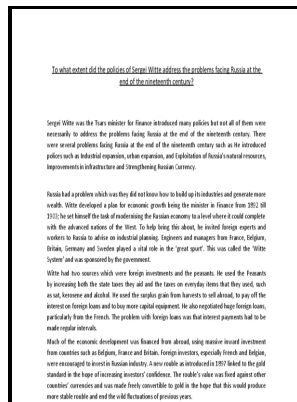 To what extent did the policies of Sergei Witte address the problems facing Russia at the
end of the nineteenth century?
Sergei Witte was the Tsars minister for Finance introduced many policies but not all of them were
necessarily to address the problems facing Russia at the end of the nineteenth century. There
were several problems facing Russia at the end of the nineteenth century such as He introduced
polices such as Industrial expansion, urban expansion, and Exploitation of Russia's natural resources,
Improvements in infrastructure and Strengthening Russian Currency.
Russia had a problem which was they did not know how to build up its industries and generate more
wealth. Witte developed a plan for economic growth being the minister in Finance from 1892 till
1903; he set himself the task of modernising the Russian economy to a level where it could complete
with the advanced nations of the West. To help bring this about, he invited foreign experts and
workers to Russia to advise on industrial planning. Engineers and managers from France, Belgium,
Britain, Germany and Sweden played a vital role in the 'great spurt'. This was called the 'Witte
System' and was sponsored by the government.
Witte had two sources which were foreign investments and the peasants. He used the Peasants
by increasing both the state taxes they aid and the taxes on everyday items that they used, such
as sat, kerosene and alcohol. He used the surplus grain from harvests to sell abroad, to pay off the
interest on foreign loans and to buy more capital equipment. He also negotiated huge foreign loans,
particularly from the French. The problem with foreign loans was that interest payments had to be
made regular intervals.
Much of the economic development was financed from abroad, using massive inward investment
from countries such as Belgium, France and Britain. Foreign investors, especially French and Belgian,
were encouraged to invest in Russian industry. A new rouble as introduced in 1897 linked to the gold
standard in the hope of increasing investors' confidence. The rouble's value was fixed against other
countries' currencies and was made freely convertible to gold in the hope that this would produce
more stable rouble and end the wild fluctuations of previous years.